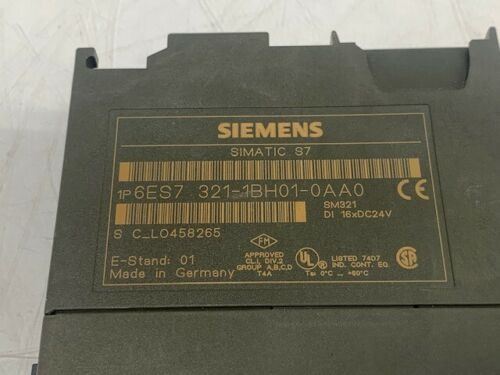 SIEMENS
SIMATIC S7
1P 6ES7 321-1BH01-0AA0
SM321
DI 16xDC24V
S C_L0458265
E-Stand: 01
Made in Germany
FM
APPROVED
CL.I, DIV.2
GROUP A,B,C,D
T4A
UL
LISTED 74D7
IND. CONT. EQ.
Ta: 0°C ... +60°C
SA
CE